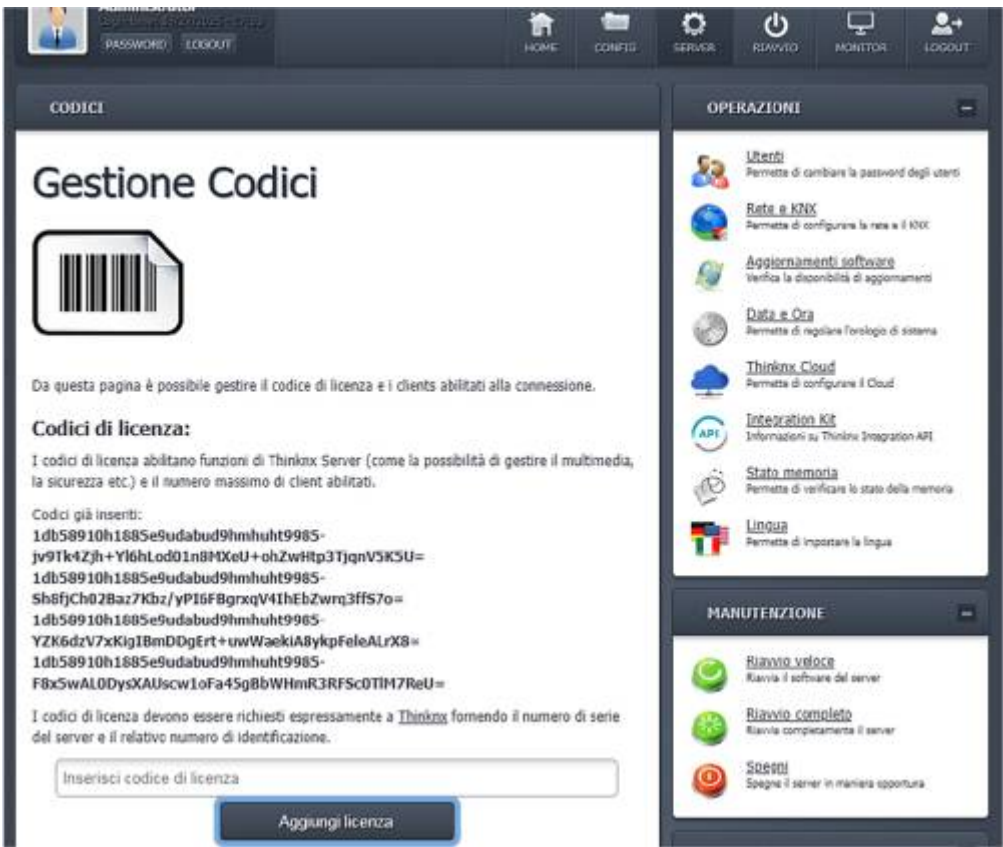 Administrator
PASSWORD LOGOUT
HOME CONFIG SERVER RIAVVIO MONITOR LOGOUT
CODICI
Gestione Codici
Da questa pagina è possibile gestire il codice di licenza e i clients abilitati alla connessione.
Codici di licenza:
I codici di licenza abilitano funzioni di Thinknx Server (come la possibilità di gestire il multimedia,
la sicurezza etc.) e il numero massimo di client abilitati.
Codici già inseriti:
1db58910h1885e9udabud9hmhuht9985-
jv9Tk4Zjh+Yl6hLod01n8MXeU+ohZwHtp3TjqnV5K5U=
1db58910h1885e9udabud9hmhuht9985-
Sh8fjCh02Baz7Kbz/yPI6FBgrxqV4IhEbZwrq3ffS7o=
1db58910h1885e9udabud9hmhuht9985-
YZK6dzV7xKigIBmDDgErt+uwWaekiA8ykpFeleALrX8=
1db58910h1885e9udabud9hmhuht9985-
F8x5wAL0DysXAUscw1oFa45gBbWHmR3RFSc0TlM7ReU=
I codici di licenza devono essere richiesti espressamente a Thinknx fornendo il numero di serie
del server e il relativo numero di identificazione.
Inserisci codice di licenza
Aggiungi licenza
OPERAZIONI
Utenti
Permette di cambiare la password degli utenti
Rete e KNX
Permette di configurare la rete e il KNX
Aggiornamenti software
Verifica la disponibilità di aggiornamenti
Data e Ora
Permette di regolare l'orologio di sistema
Thinknx Cloud
Permette di configurare il Cloud
Integration Kit
API
Informazioni su Thinknx Integration API
Stato memoria
Permette di verificare lo stato della memoria
Lingua
Permette di impostare la lingua
MANUTENZIONE
Riavvio veloce
Riavvia il software del server
Riavvio completo
Riavvia completamente il server
Spegni
Spegne il server in maniera opportura